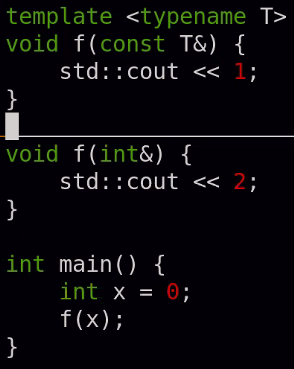 template <typename T>
void f(const T&) {
    std::cout << 1;
}
void f(int&) {
    std::cout << 2;
}
int main() {
    int x = 0;
    f(x);
}